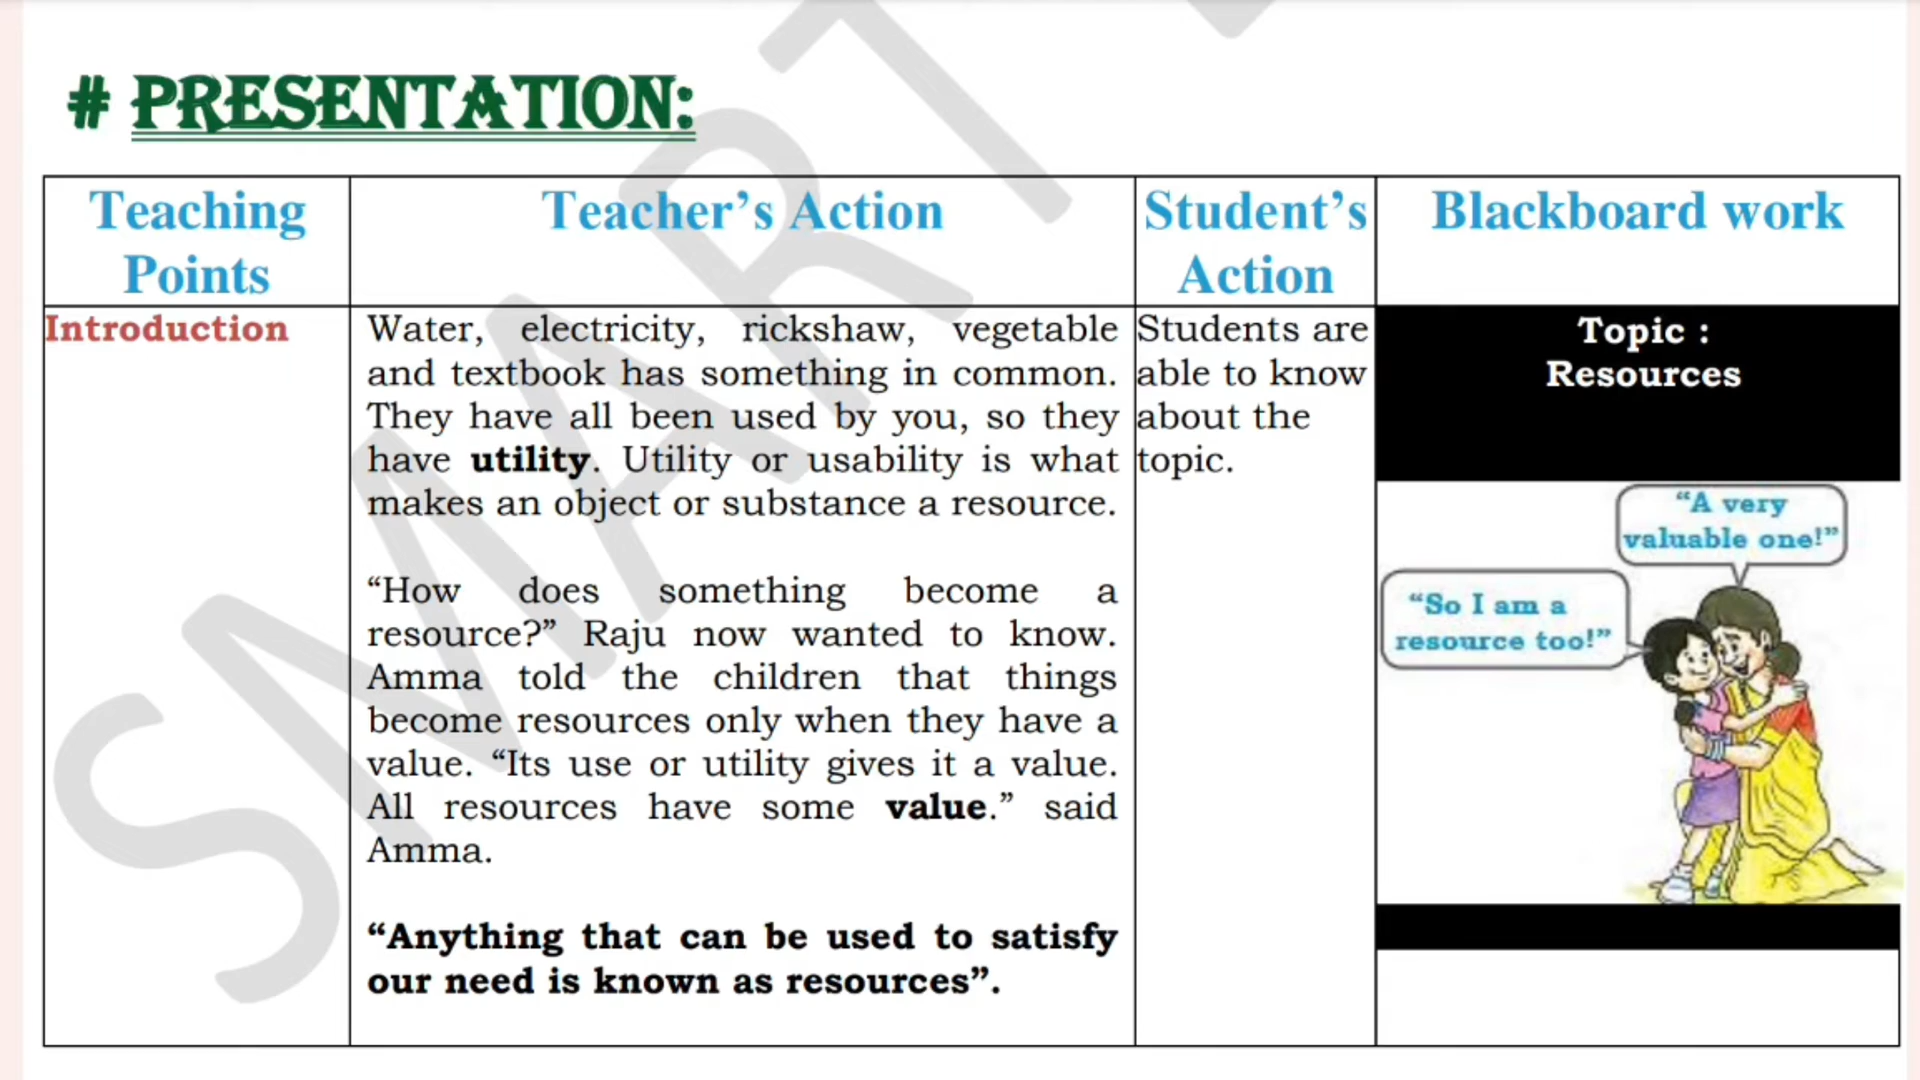 # PRESENTATION:
Teaching Points
Teacher's Action
Student's Action
Blackboard work
Introduction
Water, electricity, rickshaw, vegetable
and textbook has something in common.
They have all been used by you, so they
have utility. Utility or usability is what
makes an object or substance a resource.
“How does something become a
resource?” Raju now wanted to know.
Amma told the children that things
become resources only when they have a
value. “Its use or utility gives it a value.
All resources have some value.” said
Amma.
“Anything that can be used to satisfy
our need is known as resources”.
Students are
able to know
about the
topic.
Topic :
Resources
“A very
valuable one!”
“So I am a
resource too!”
SMART